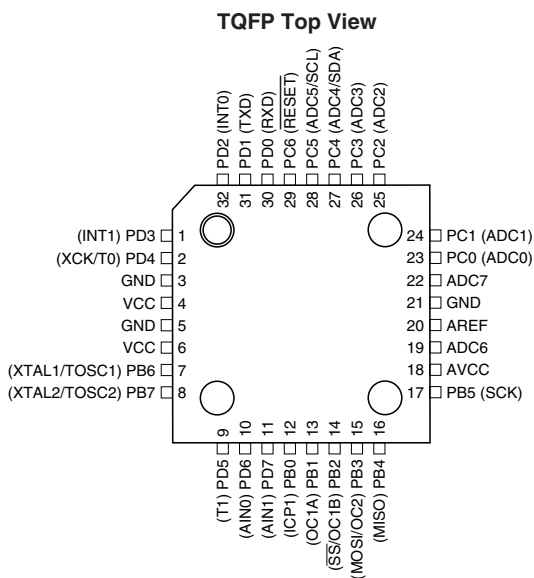 TQFP Top View
PD2 (INT0)
PD1 (TXD)
PD0 (RXD)
PC6 (RESET)
PC5 (ADC5/SCL)
PC4 (ADC4/SDA)
PC3 (ADC3)
PC2 (ADC2)
32
31
30
29
28
27
26
25
(INT1) PD3 1
(XCK/T0) PD4 2
GND 3
VCC 4
GND 5
VCC 6
(XTAL1/TOSC1) PB6 7
(XTAL2/TOSC2) PB7 8
24 PC1 (ADC1)
23 PC0 (ADC0)
22 ADC7
21 GND
20 AREF
19 ADC6
18 AVCC
17 PB5 (SCK)
9
10
11
12
13
14
15
16
(T1) PD5
(AIN0) PD6
(AIN1) PD7
(ICP1) PB0
(OC1A) PB1
(SS/OC1B) PB2
(MOSI/OC2) PB3
(MISO) PB4